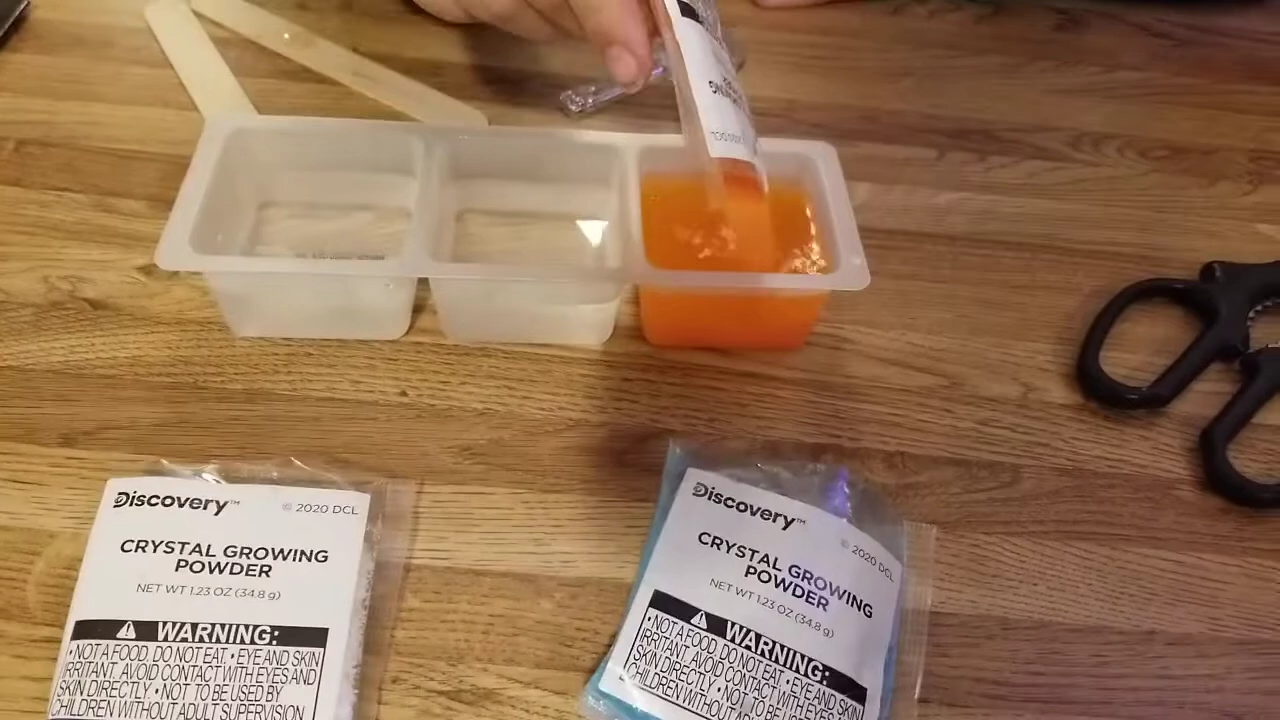 Discovery™ © 2020 DCL
CRYSTAL GROWING
POWDER
NET WT 1.23 OZ (34.8 g)
⚠ WARNING:
• NOT A FOOD, DO NOT EAT. • EYE AND SKIN
IRRITANT. AVOID CONTACT WITH EYES AND
SKIN DIRECTLY. • NOT TO BE USED BY
CHILDREN WITHOUT ADULT SUPERVISION
Discovery™ © 2020 DCL
CRYSTAL GROWING
POWDER
NET WT 1.23 OZ (34.8 g)
⚠ WARNING:
• NOT A FOOD, DO NOT EAT. • EYE AND SKIN
IRRITANT. AVOID CONTACT WITH EYES AND
SKIN DIRECTLY. • NOT TO BE USED BY
CHILDREN WITHOUT